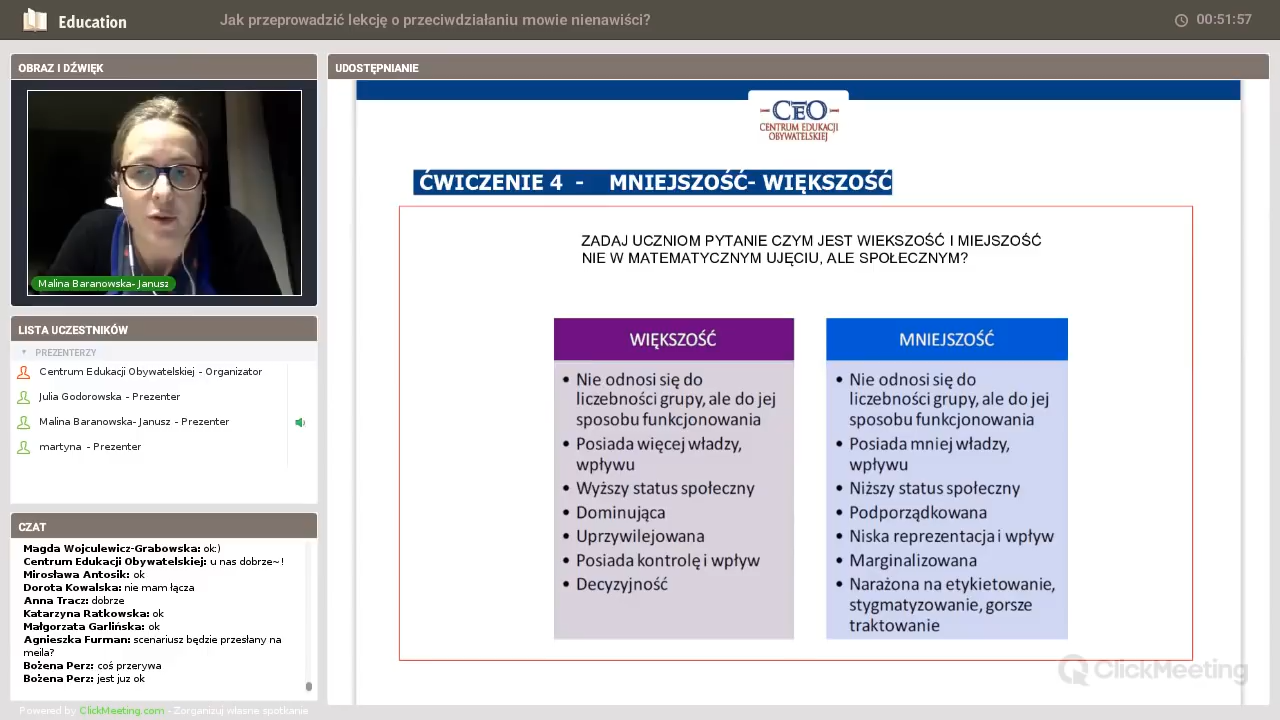 Education
Jak przeprowadzić lekcję o przeciwdziałaniu mowie nienawiści?
00:51:57
OBRAZ I DŹWIĘK
Malina Baranowska- Janusz
LISTA UCZESTNIKÓW
PREZENTERZY
Centrum Edukacji Obywatelskiej - Organizator
Julia Godorowska - Prezenter
Malina Baranowska- Janusz - Prezenter
martyna - Prezenter
CZAT
Magda Wojculewicz-Grabowska: ok:)
Centrum Edukacji Obywatelskiej: u nas dobrze~!
Mirosława Antosik: ok
Dorota Kowalska: nie mam łącza
Anna Tracz: dobrze
Katarzyna Ratkowska: ok
Małgorzata Garlińska: ok
Agnieszka Furman: scenariusz będzie przesłany na
meila?
Bożena Perz: coś przerywa
Bożena Perz: jest juz ok
Powered by ClickMeeting.com - Zorganizuj własne spotkanie
UDOSTĘPNIANIE
CEO
CENTRUM EDUKACJI
OBYWATELSKIEJ
ĆWICZENIE 4 - MNIEJSZOŚĆ- WIĘKSZOŚĆ
ZADAJ UCZNIOM PYTANIE CZYM JEST WIEKSZOŚĆ I MIEJSZOŚĆ
NIE W MATEMATYCZNYM UJĘCIU, ALE SPOŁECZNYM?
WIĘKSZOŚĆ
• Nie odnosi się do
liczebności grupy, ale do jej
sposobu funkcjonowania
• Posiada więcej władzy,
wpływu
• Wyższy status społeczny
• Dominująca
• Uprzywilejowana
• Posiada kontrolę i wpływ
• Decyzyjność
MNIEJSZOŚĆ
• Nie odnosi się do
liczebności grupy, ale do jej
sposobu funkcjonowania
• Posiada mniej władzy,
wpływu
• Niższy status społeczny
• Podporządkowana
• Niska reprezentacja i wpływ
• Marginalizowana
• Narażona na etykietowanie,
stygmatyzowanie, gorsze
traktowanie
ClickMeeting